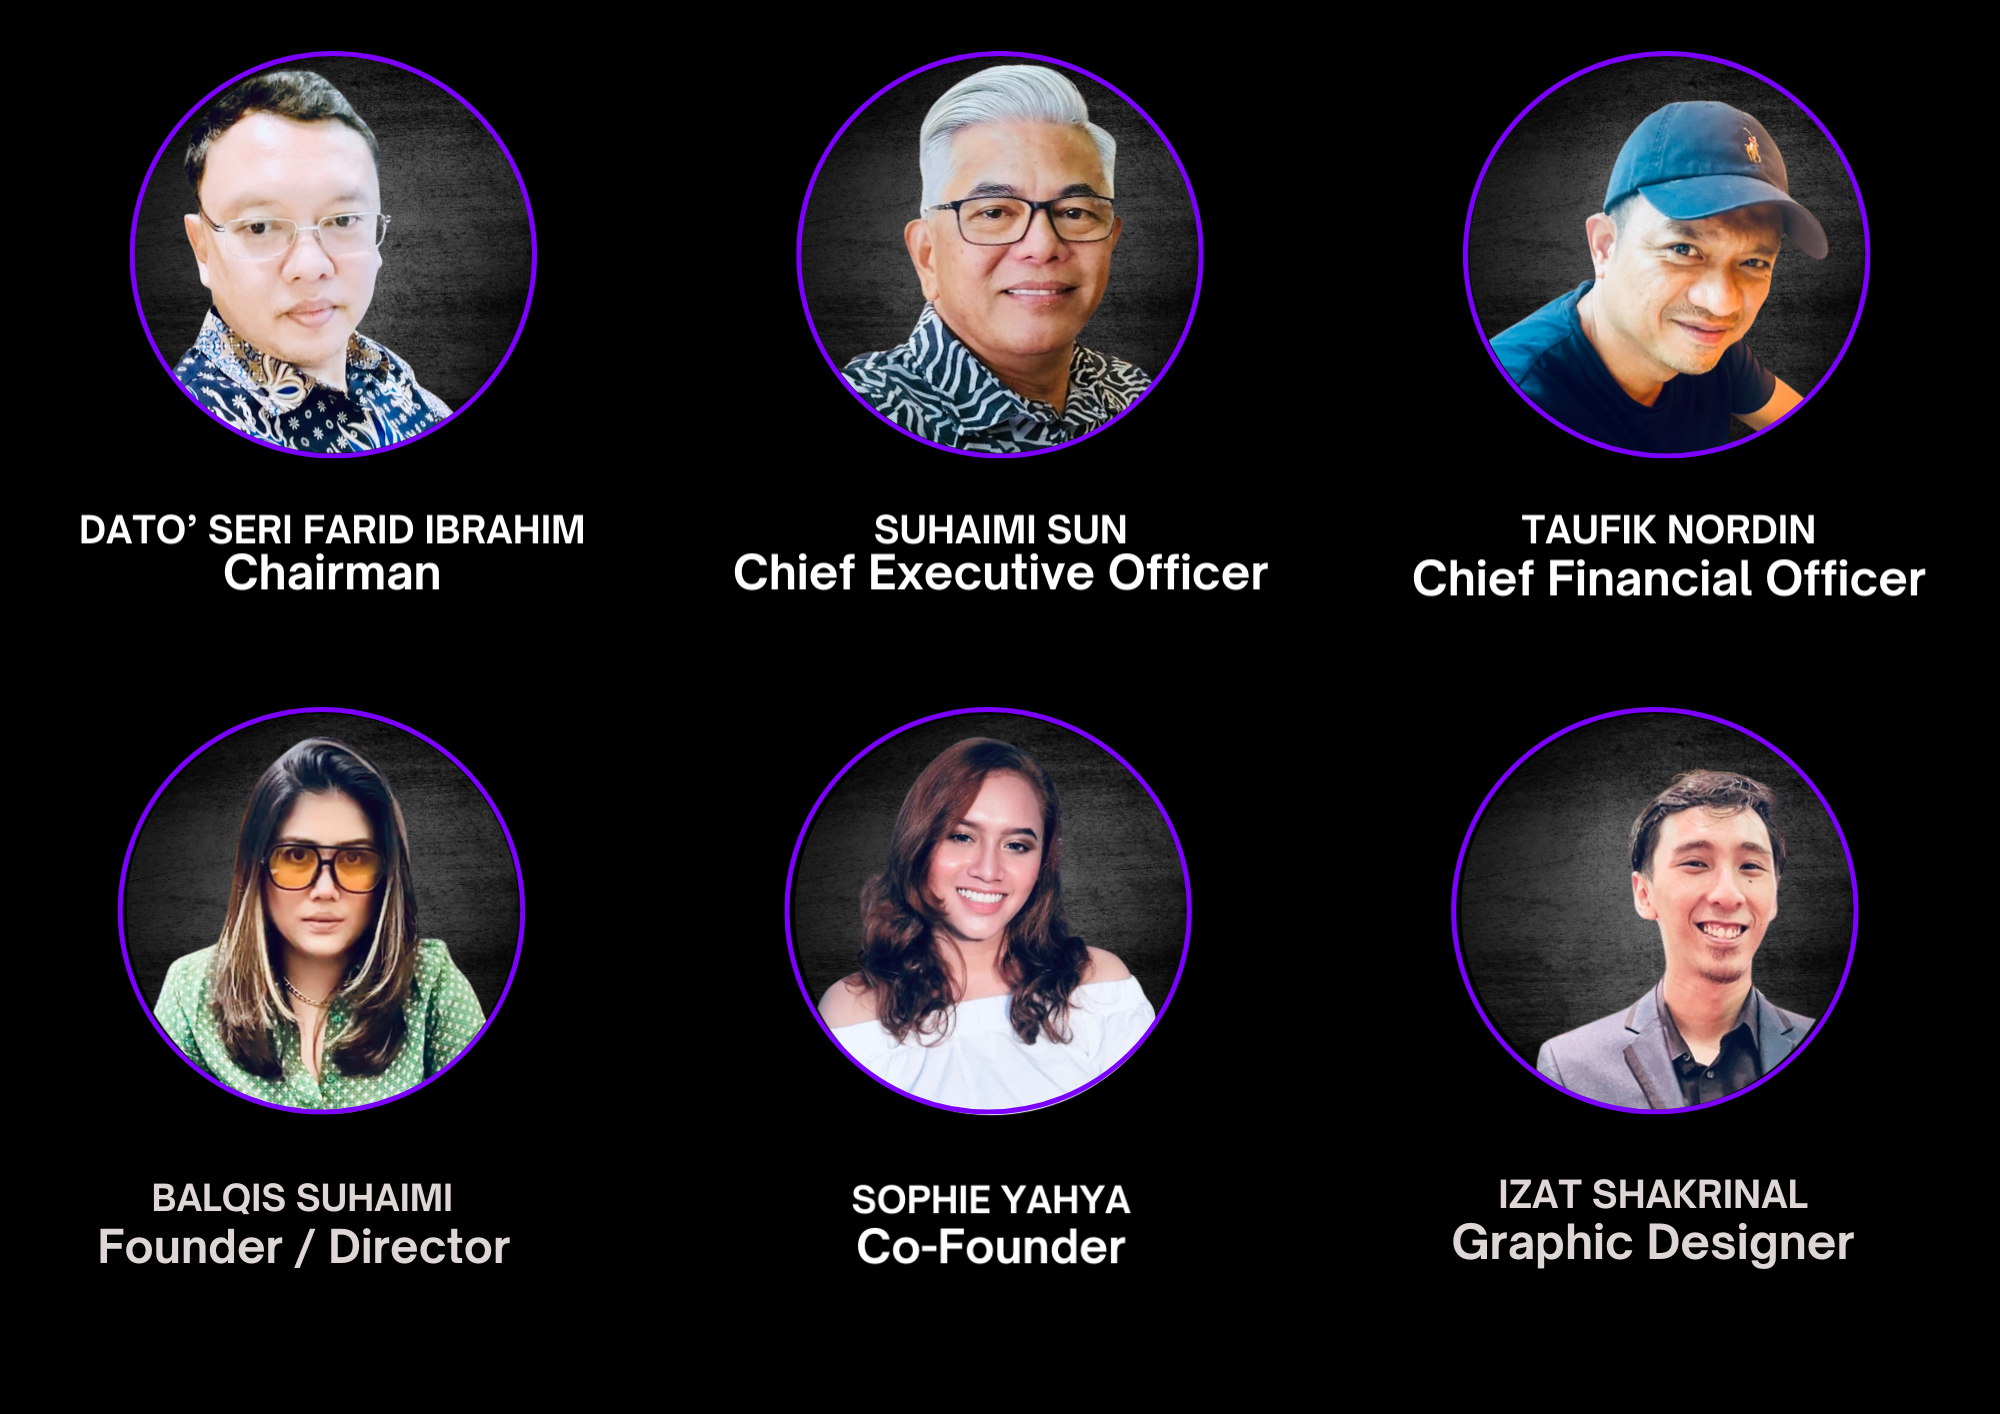 DATO’ SERI FARID IBRAHIM
Chairman
SUHAIMI SUN
Chief Executive Officer
TAUFIK NORDIN
Chief Financial Officer
BALQIS SUHAIMI
Founder / Director
SOPHIE YAHYA
Co-Founder
IZAT SHAKRINAL
Graphic Designer